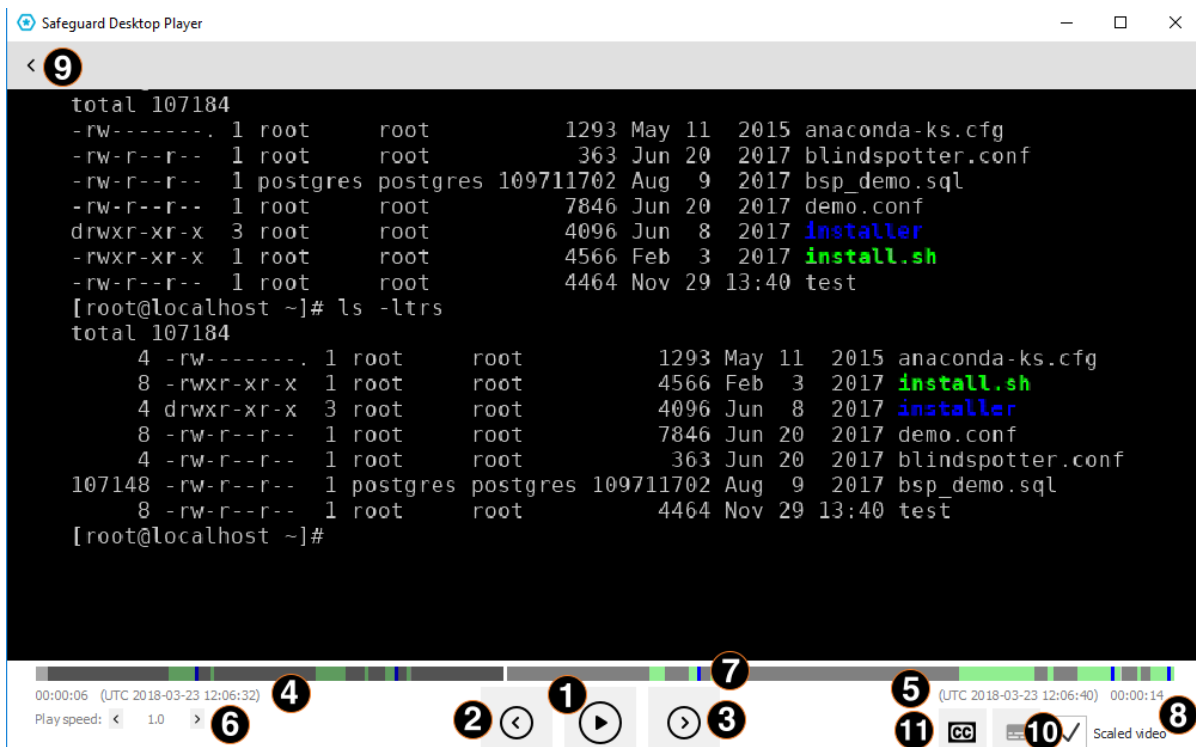 Safeguard Desktop Player
9
total 107184
-rw-------. 1 root     root          1293 May 11  2015 anaconda-ks.cfg
-rw-r--r--  1 root     root           363 Jun 20  2017 blindspotter.conf
-rw-r--r--  1 postgres postgres 109711702 Aug  9  2017 bsp_demo.sql
-rw-r--r--  1 root     root          7846 Jun 20  2017 demo.conf
drwxr-xr-x  3 root     root          4096 Jun  8  2017 installer
-rwxr-xr-x  1 root     root          4566 Feb  3  2017 install.sh
-rw-r--r--  1 root     root          4464 Nov 29 13:40 test
[root@localhost ~]# ls -ltrs
total 107184
     4 -rw-------. 1 root     root          1293 May 11  2015 anaconda-ks.cfg
     8 -rwxr-xr-x  1 root     root          4566 Feb  3  2017 install.sh
     4 drwxr-xr-x  3 root     root          4096 Jun  8  2017 installer
     8 -rw-r--r--  1 root     root          7846 Jun 20  2017 demo.conf
     4 -rw-r--r--  1 root     root           363 Jun 20  2017 blindspotter.conf
107148 -rw-r--r--  1 postgres postgres 109711702 Aug  9  2017 bsp_demo.sql
     8 -rw-r--r--  1 root     root          4464 Nov 29 13:40 test
[root@localhost ~]#
7
00:00:06 (UTC 2018-03-23 12:06:32) 4 1 5 (UTC 2018-03-23 12:06:40) 00:00:14
Play speed: < 1.0 > 6 2 3 11 CC 10 Scaled video 8